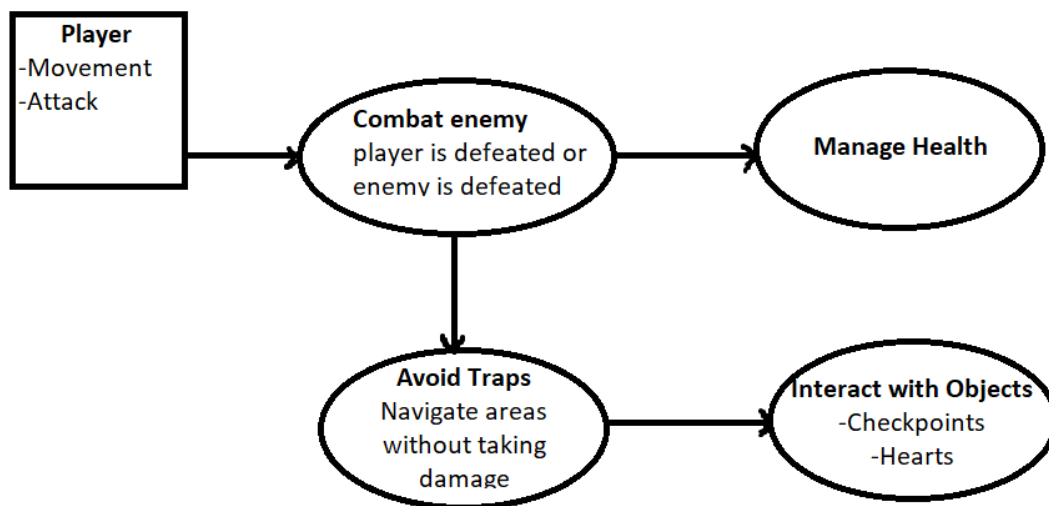 Player
-Movement
-Attack
Combat enemy
player is defeated or
enemy is defeated
Manage Health
Avoid Traps
Navigate areas
without taking
damage
Interact with Objects
-Checkpoints
-Hearts